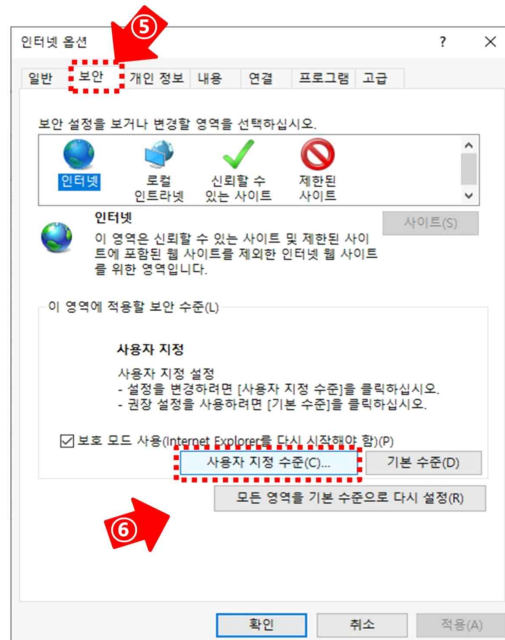 ⑤
인터넷 옵션 ? ×
일반 보안 개인 정보 내용 연결 프로그램 고급
보안 설정을 보거나 변경할 영역을 선택하십시오.
인터넷 로컬 인트라넷 신뢰할 수 있는 사이트 제한된 사이트
인터넷
사이트(S)
이 영역은 신뢰할 수 있는 사이트 및 제한된 사이
트에 포함된 웹 사이트를 제외한 인터넷 웹 사이트
를 위한 영역입니다.
이 영역에 적용할 보안 수준(L)
사용자 지정
사용자 지정 설정
- 설정을 변경하려면 [사용자 지정 수준]을 클릭하십시오.
- 권장 설정을 사용하려면 [기본 수준]을 클릭하십시오.
보호 모드 사용(Internet Explorer를 다시 시작해야 함)(P)
사용자 지정 수준(C)... 기본 수준(D)
모든 영역을 기본 수준으로 다시 설정(R)
⑥
확인 취소 적용(A)